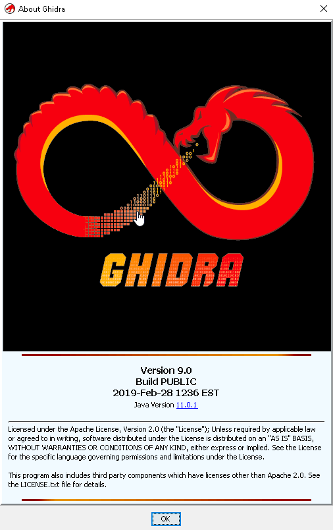 About Ghidra
GHIDRA
Version 9.0
Build PUBLIC
2019-Feb-28 1236 EST
Java Version 11.0.1
Licensed under the Apache License, Version 2.0 (the "License"); Unless required by applicable law
or agreed to in writing, software distributed under the License is distributed on an "AS IS" BASIS,
WITHOUT WARRANTIES OR CONDITIONS OF ANY KIND, either express or implied. See the License
for the specific language governing permissions and limitations under the License.
This program also includes third party components which have licenses other than Apache 2.0. See
the LICENSE.txt file for details.
OK